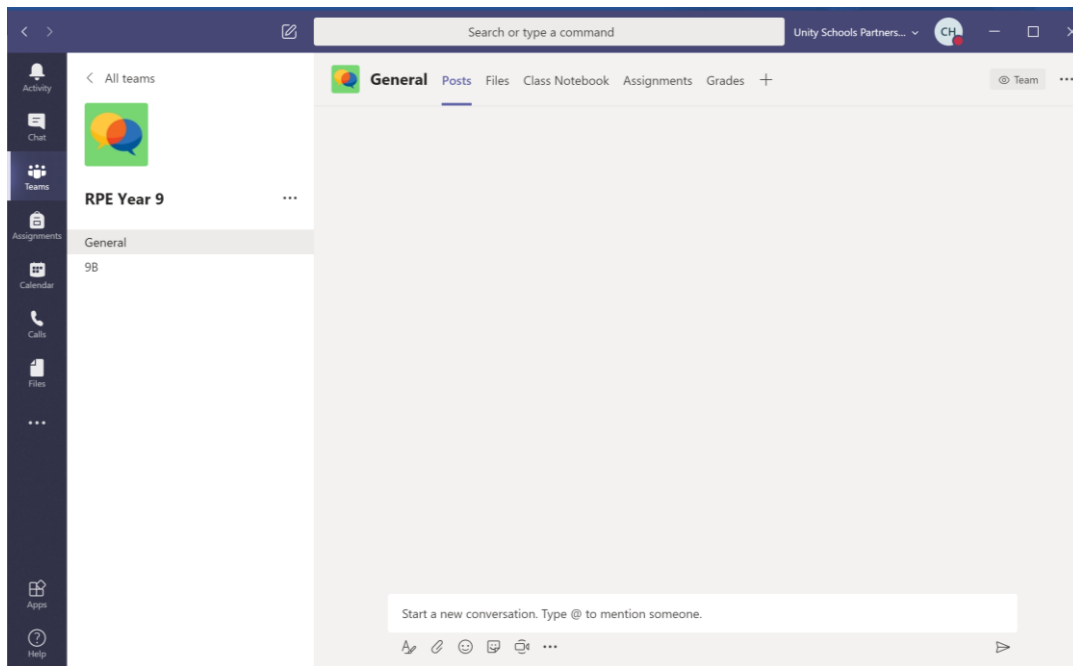 Search or type a command
Unity Schools Partners...
CH
Activity
Chat
Teams
Assignments
Calendar
Calls
Files
Apps
Help
All teams
RPE Year 9
General
9B
General Posts Files Class Notebook Assignments Grades
Team
Start a new conversation. Type @ to mention someone.